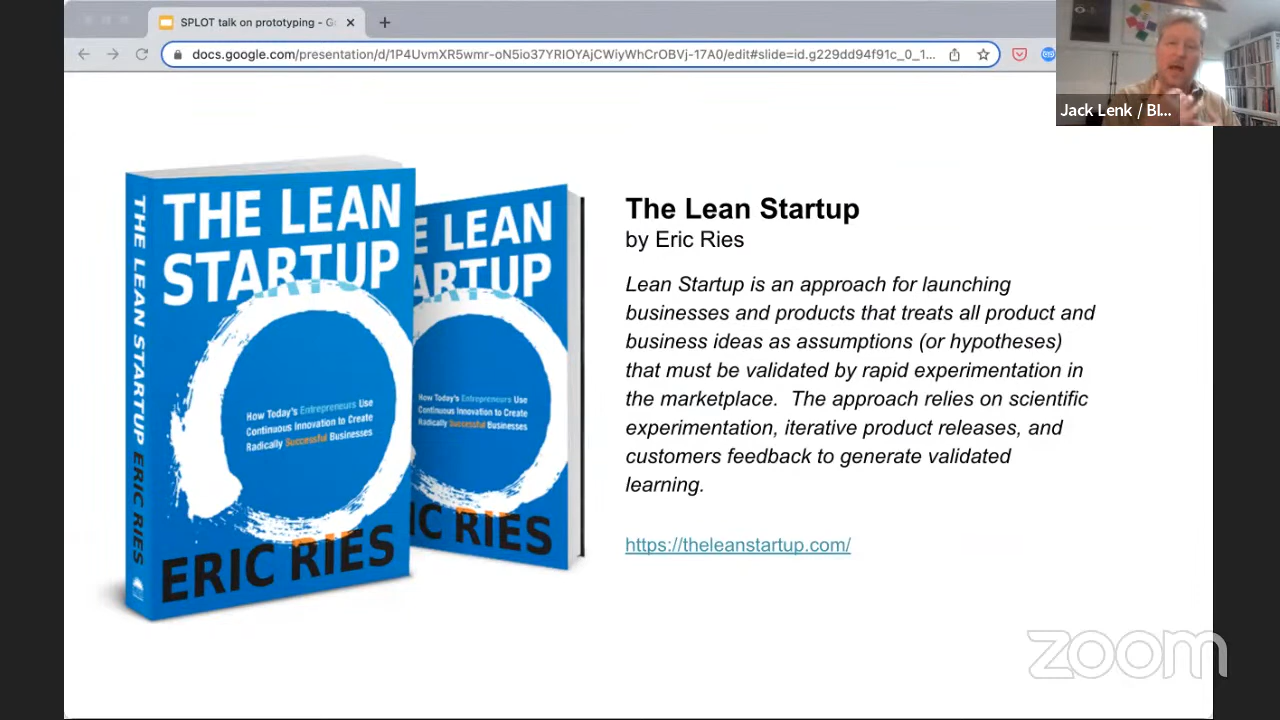 SPLOT talk on prototyping - G
docs.google.com/presentation/d/1P4UvmXR5wmr-oN5io37YRIOYAjCWiyWhCrOBVj-17A0/edit#slide=id.g229dd94f91c_0_1...
Jack Lenk / Bl...
THE LEAN STARTUP ERIC RIES
THE LEAN
STARTUP
How Today's Entrepreneurs Use
Continuous Innovation to Create
Radically Successful Businesses
ERIC RIES
E LEAN
ARTUP
How Today's Entrepreneurs Use
Continuous Innovation to Create
Radically Successful Businesses
IC RIES
The Lean Startup
by Eric Ries
Lean Startup is an approach for launching
businesses and products that treats all product and
business ideas as assumptions (or hypotheses)
that must be validated by rapid experimentation in
the marketplace. The approach relies on scientific
experimentation, iterative product releases, and
customers feedback to generate validated
learning.
https://theleanstartup.com/
zoom